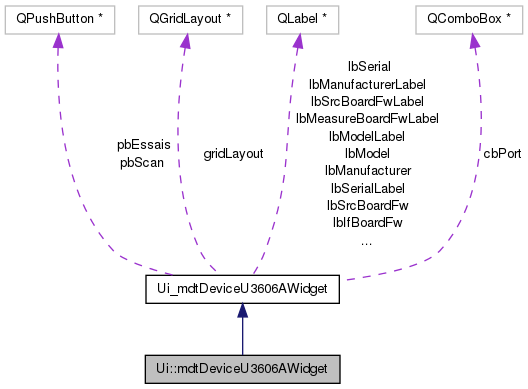 QPushButton *
QGridLayout *
QLabel *
QComboBox *
lbSerial
lbManufacturerLabel
lbSrcBoardFwLabel
lbMeasureBoardFwLabel
lbModelLabel
lbModel
lbManufacturer
lbSerialLabel
lbSrcBoardFw
lbIfBoardFw
...
pbEssais
pbScan
gridLayout
cbPort
Ui_mdtDeviceU3606AWidget
Ui::mdtDeviceU3606AWidget